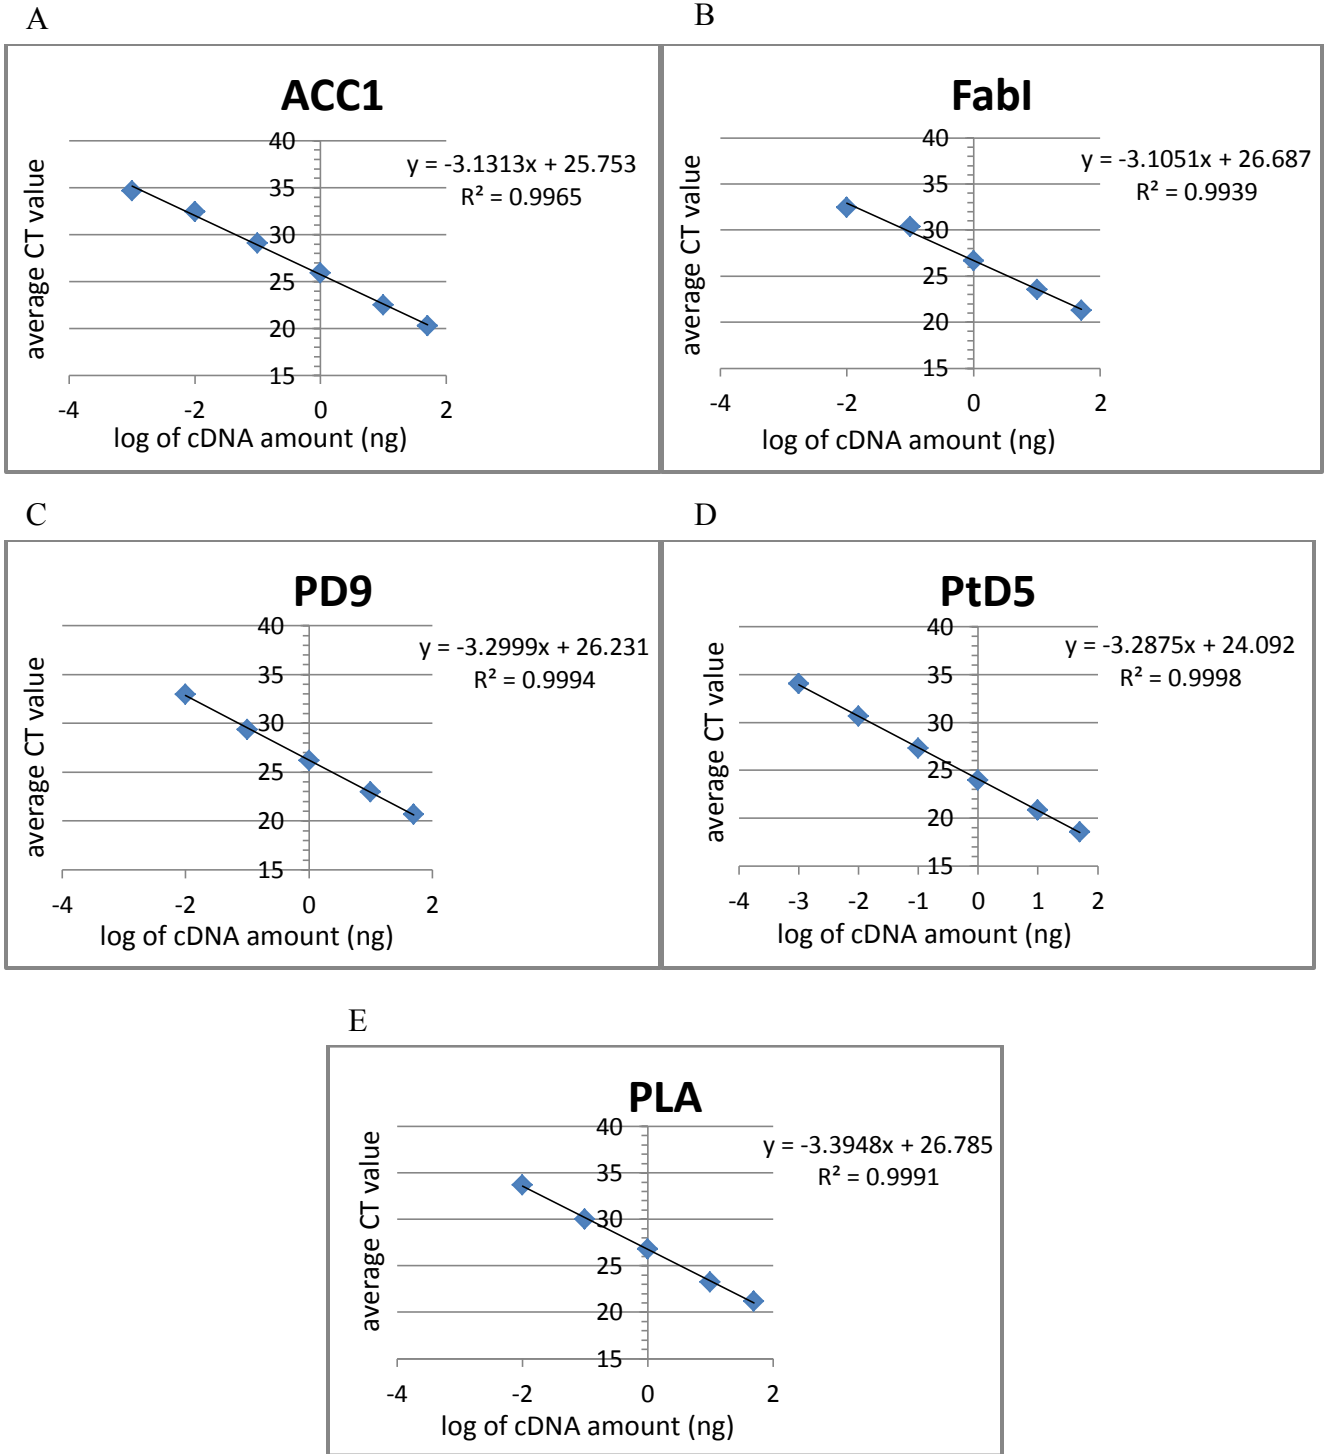 A
B
ACC1
40
35
30
25
20
15
-4
-2
0
2
average CT value
log of cDNA amount (ng)
y = -3.1313x + 25.753
R² = 0.9965
FabI
40
35
30
25
20
15
-4
-2
0
2
average CT value
log of cDNA amount (ng)
y = -3.1051x + 26.687
R² = 0.9939
C
D
PD9
40
35
30
25
20
15
-4
-2
0
2
average CT value
log of cDNA amount (ng)
y = -3.2999x + 26.231
R² = 0.9994
PtD5
40
35
30
25
20
15
-4
-3
-2
-1
0
1
2
average CT value
log of cDNA amount (ng)
y = -3.2875x + 24.092
R² = 0.9998
E
PLA
40
35
30
25
20
15
-4
-2
0
2
average CT value
log of cDNA amount (ng)
y = -3.3948x + 26.785
R² = 0.9991